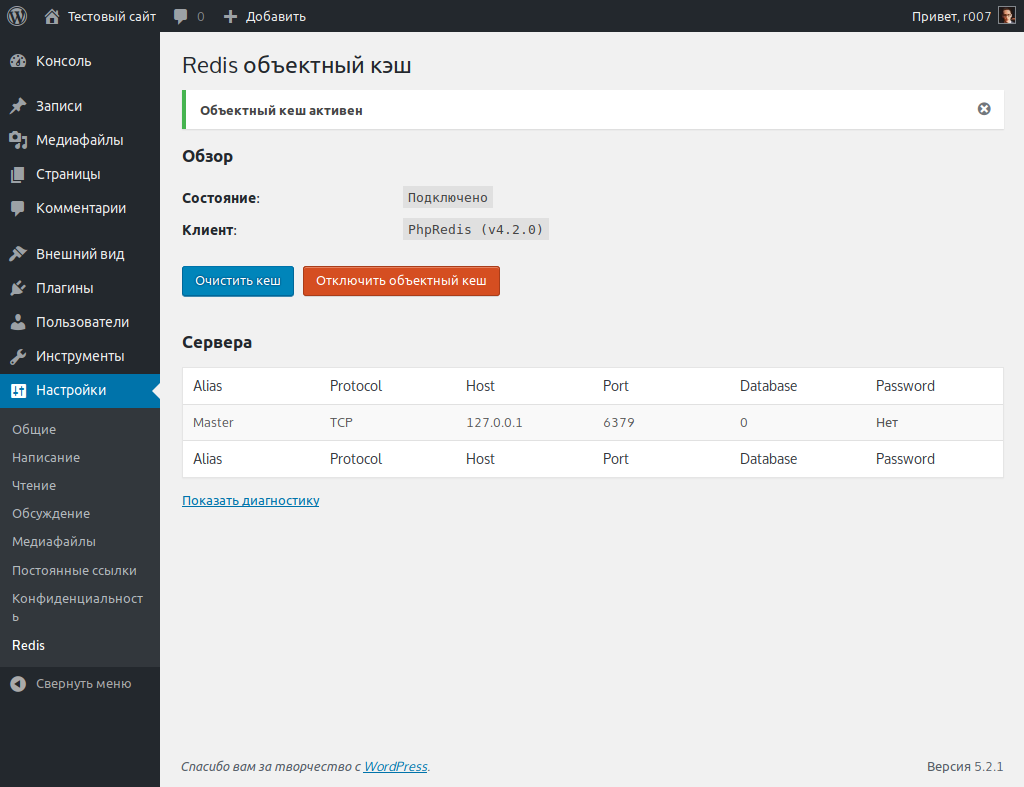 Тестовый сайт 0 Добавить Привет, r007
Консоль
Записи
Медиафайлы
Страницы
Комментарии
Внешний вид
Плагины
Пользователи
Инструменты
Настройки
Общие
Написание
Чтение
Обсуждение
Медиафайлы
Постоянные ссылки
Конфиденциальност
ь
Redis
Свернуть меню
Redis объектный кэш
Объектный кеш активен
Обзор
Состояние: Подключено
Клиент: PhpRedis (v4.2.0)
Очистить кеш Отключить объектный кеш
Сервера
Alias Protocol Host Port Database Password
Master TCP 127.0.0.1 6379 0 Нет
Alias Protocol Host Port Database Password
Показать диагностику
Спасибо вам за творчество с WordPress. Версия 5.2.1